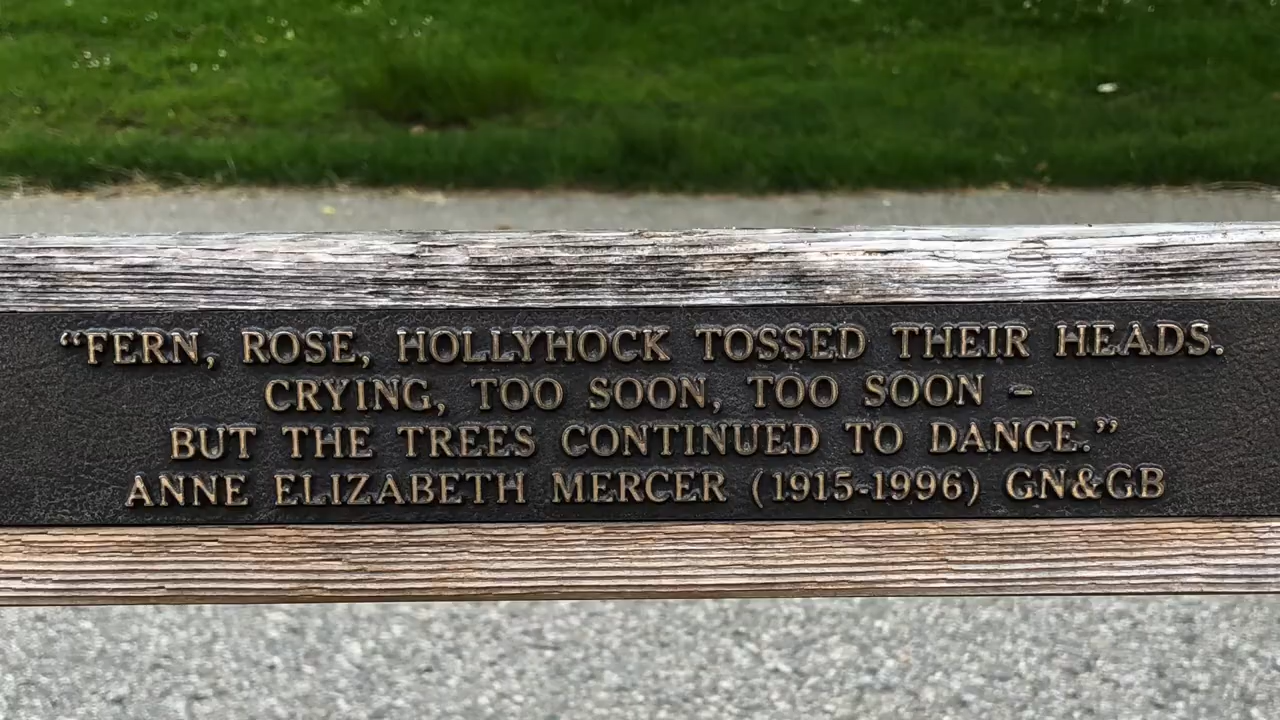 “FERN, ROSE, HOLLYHOCK TOSSED THEIR HEADS.
CRYING, TOO SOON, TOO SOON –
BUT THE TREES CONTINUED TO DANCE.”
ANNE ELIZABETH MERCER (1915-1996) GN&GB